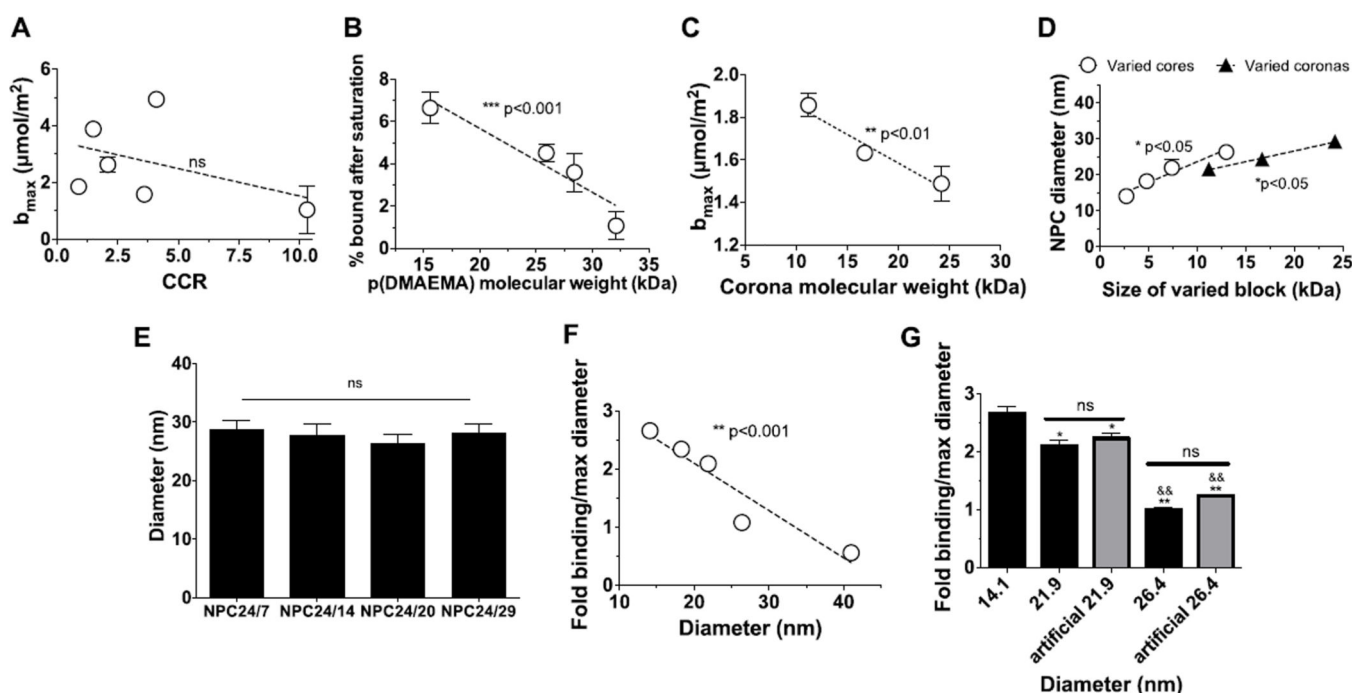 A
b_max (µmol/m²)
6
4
2
0
0.0 2.5 5.0 7.5 10.0
ns
CCR
B
% bound after saturation
8
7
6
5
4
3
2
1
0
15 20 25 30 35
*** p<0.001
p(DMAEMA) molecular weight (kDa)
C
b_max (µmol/m²)
2.0
1.8
1.6
1.4
1.2
5 10 15 20 25 30
** p<0.01
Corona molecular weight (kDa)
D
Varied cores Varied coronas
NPC diameter (nm)
50
40
30
20
10
0
0 5 10 15 20 25
* p<0.05
*p<0.05
Size of varied block (kDa)
E
Diameter (nm)
40
30
20
10
0
ns
NPC24/7 NPC24/14 NPC24/20 NPC24/29
F
Fold binding/max diameter
3
2
1
0
10 20 30 40
** p<0.001
Diameter (nm)
G
Fold binding/max diameter
3
2
1
0
ns
* *
ns
&& &&
** **
14.1
21.9
artificial 21.9
26.4
artificial 26.4
Diameter (nm)